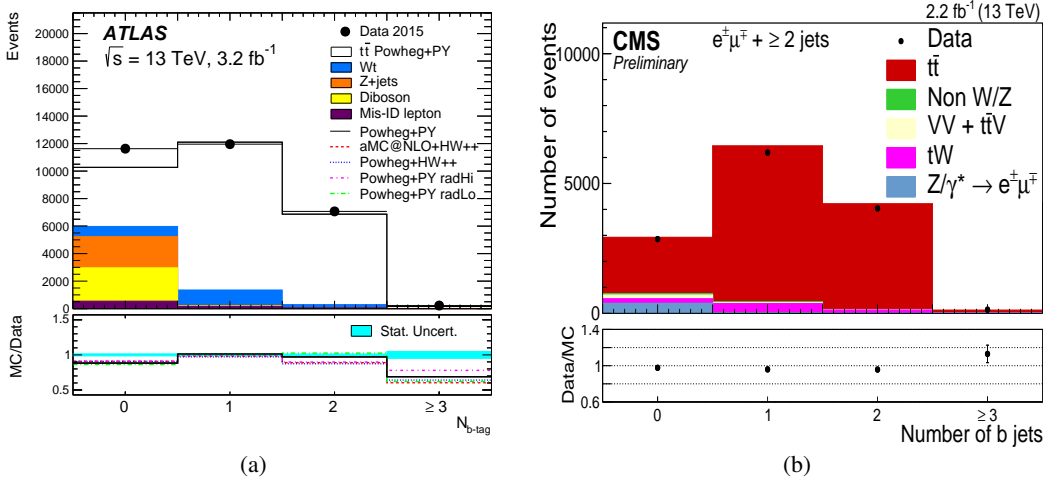 ATLAS
√s = 13 TeV, 3.2 fb⁻¹
Data 2015
tt̄ Powheg+PY
Wt
Z+jets
Diboson
Mis-ID lepton
Powheg+PY
aMC@NLO+HW++
Powheg+HW++
Powheg+PY radHi
Powheg+PY radLo
Events
20000
18000
16000
14000
12000
10000
8000
6000
4000
2000
0
Stat. Uncert.
MC/Data
1.5
1
0.5
0 1 2 ≥ 3
N_b-tag
(a)
2.2 fb⁻¹ (13 TeV)
CMS
Preliminary
e±μ∓ + ≥ 2 jets
Data
tt̄
Non W/Z
VV + tt̄V
tW
Z/γ* → e±μ∓
Number of events
10000
5000
0
Data/MC
1.4
1.2
1.0
0.8
0.6
0 1 2 ≥ 3
Number of b jets
(b)